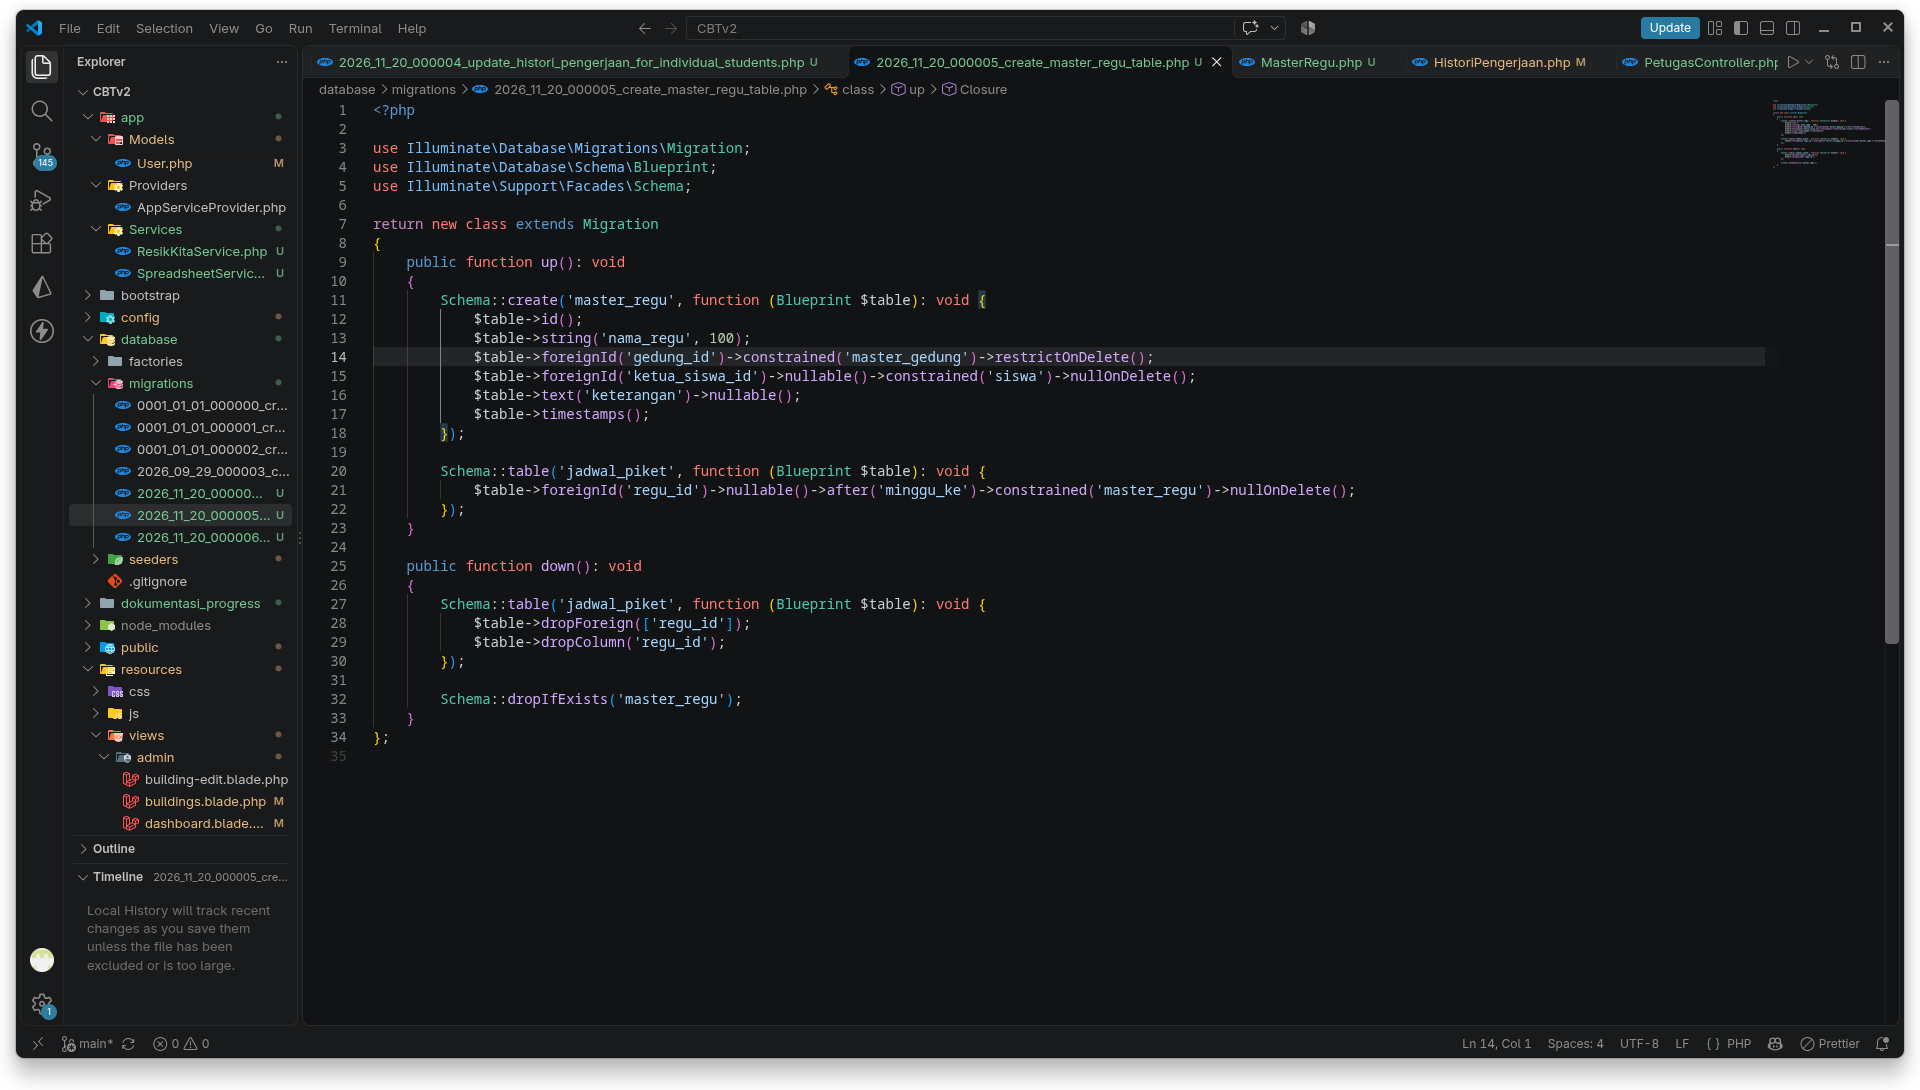 File Edit Selection View Go Run Terminal Help
CBTv2
Update
Explorer
CBTv2
app
Models
User.php M
Providers
AppServiceProvider.php
Services
ResikKitaService.php U
SpreadsheetServic... U
bootstrap
config
database
factories
migrations
0001_01_01_000000_cr...
0001_01_01_000001_cr...
0001_01_01_000002_cr...
2026_09_29_000003_c...
2026_11_20_00000... U
2026_11_20_000005... U
2026_11_20_000006... U
seeders
.gitignore
dokumentasi_progress
node_modules
public
resources
css
js
views
admin
building-edit.blade.php
buildings.blade.php M
dashboard.blade.... M
Outline
Timeline 2026_11_20_000005_cre...
Local History will track recent
changes as you save them
unless the file has been
excluded or is too large.
145
1
2026_11_20_000004_update_histori_pengerjaan_for_individual_students.php U
2026_11_20_000005_create_master_regu_table.php U
MasterRegu.php U
HistoriPengerjaan.php M
PetugasController.php
database > migrations > 2026_11_20_000005_create_master_regu_table.php > class > up > Closure
1 <?php
2
3 use Illuminate\Database\Migrations\Migration;
4 use Illuminate\Database\Schema\Blueprint;
5 use Illuminate\Support\Facades\Schema;
6
7 return new class extends Migration
8 {
9     public function up(): void
10     {
11         Schema::create('master_regu', function (Blueprint $table): void {
12             $table->id();
13             $table->string('nama_regu', 100);
14             $table->foreignId('gedung_id')->constrained('master_gedung')->restrictOnDelete();
15             $table->foreignId('ketua_siswa_id')->nullable()->constrained('siswa')->nullOnDelete();
16             $table->text('keterangan')->nullable();
17             $table->timestamps();
18         });
19
20         Schema::table('jadwal_piket', function (Blueprint $table): void {
21             $table->foreignId('regu_id')->nullable()->after('minggu_ke')->constrained('master_regu')->nullOnDelete();
22         });
23     }
24
25     public function down(): void
26     {
27         Schema::table('jadwal_piket', function (Blueprint $table): void {
28             $table->dropForeign(['regu_id']);
29             $table->dropColumn('regu_id');
30         });
31
32         Schema::dropIfExists('master_regu');
33     }
34 };
35
main* 0 0
Ln 14, Col 1 Spaces: 4 UTF-8 LF { } PHP Prettier